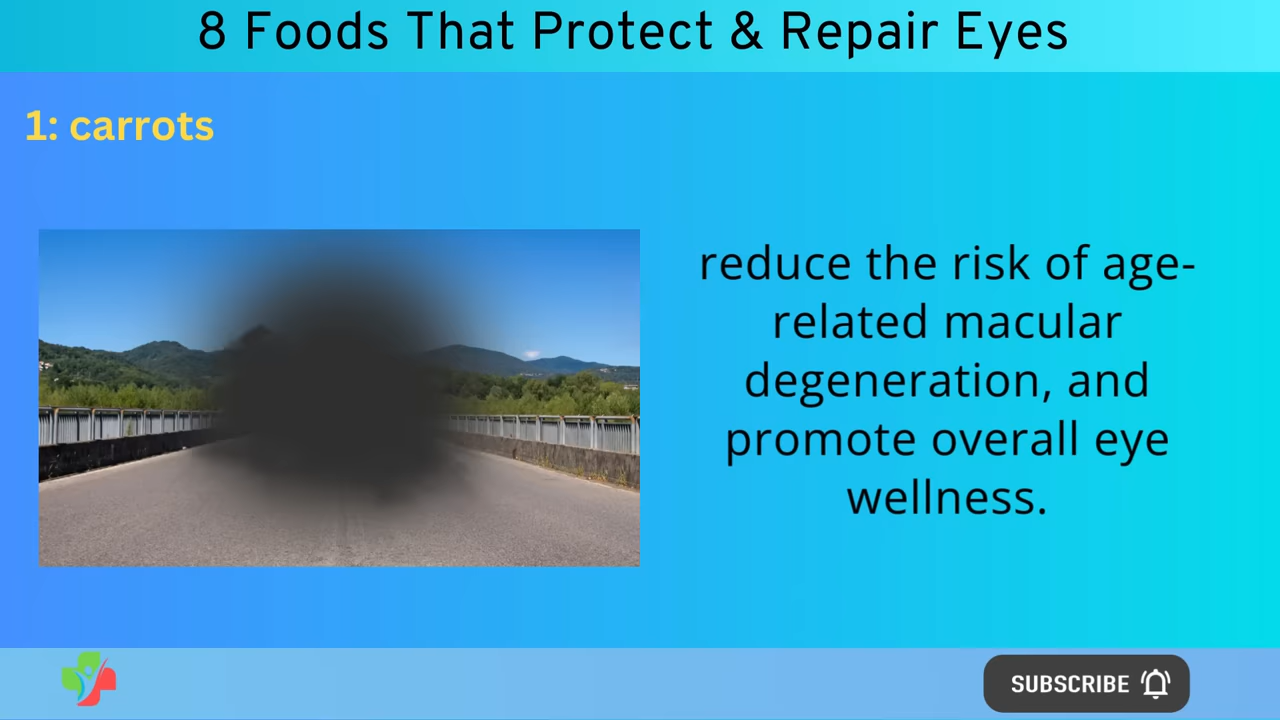 8 Foods That Protect & Repair Eyes
1: carrots
reduce the risk of age-
related macular
degeneration, and
promote overall eye
wellness.
SUBSCRIBE